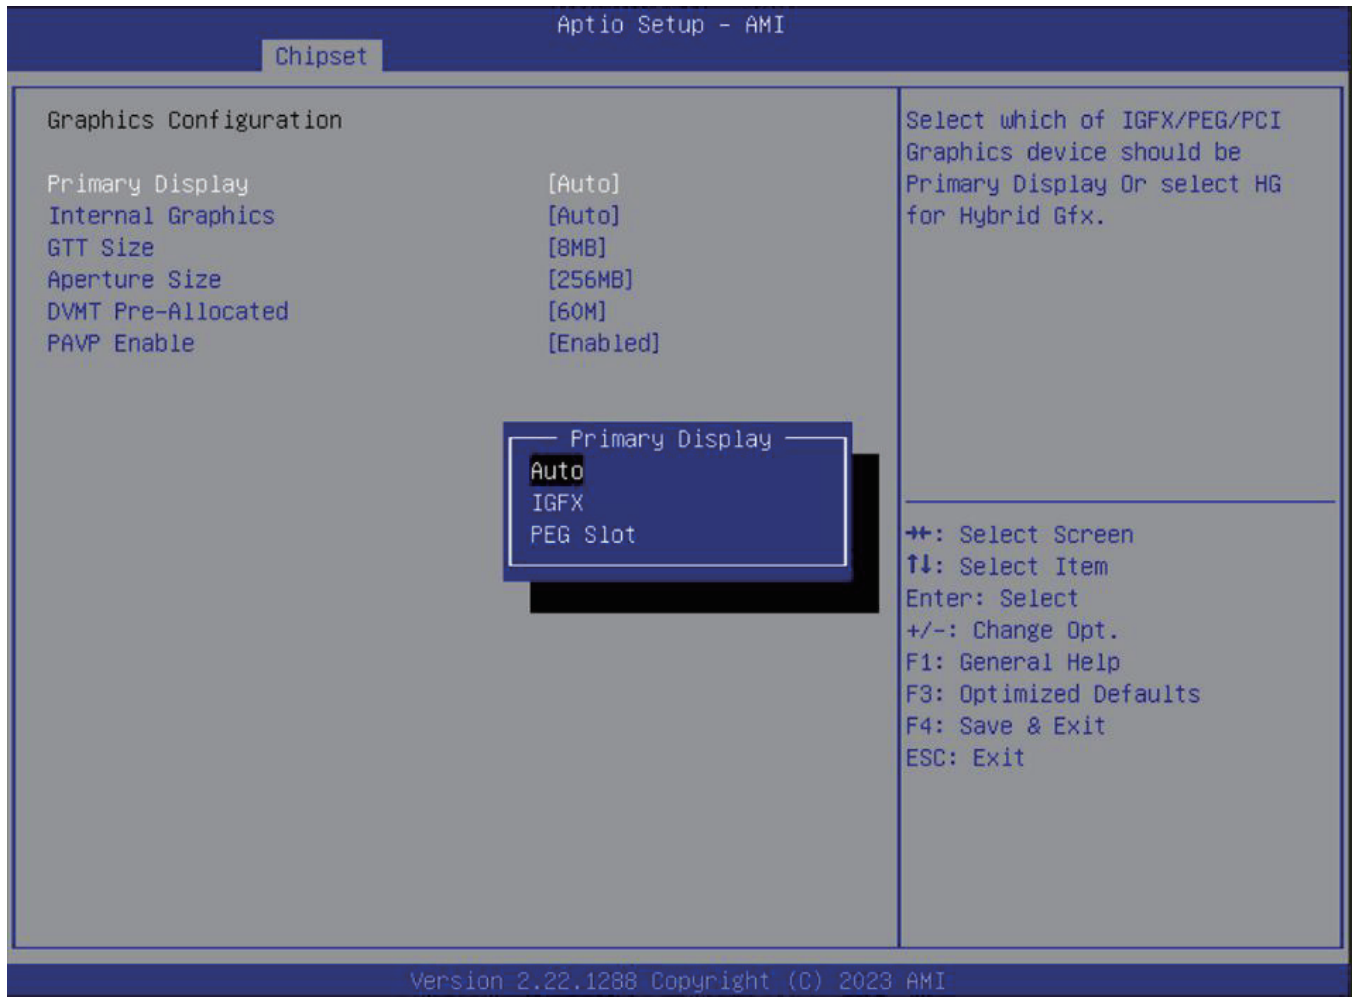 Aptio Setup - AMI
Chipset
Graphics Configuration
Primary Display [Auto]
Internal Graphics [Auto]
GTT Size [8MB]
Aperture Size [256MB]
DVMT Pre-Allocated [60M]
PAVP Enable [Enabled]
Primary Display
Auto
IGFX
PEG Slot
Select which of IGFX/PEG/PCI
Graphics device should be
Primary Display Or select HG
for Hybrid Gfx.
→←: Select Screen
↑↓: Select Item
Enter: Select
+/-: Change Opt.
F1: General Help
F3: Optimized Defaults
F4: Save & Exit
ESC: Exit
Version 2.22.1288 Copyright (C) 2023 AMI